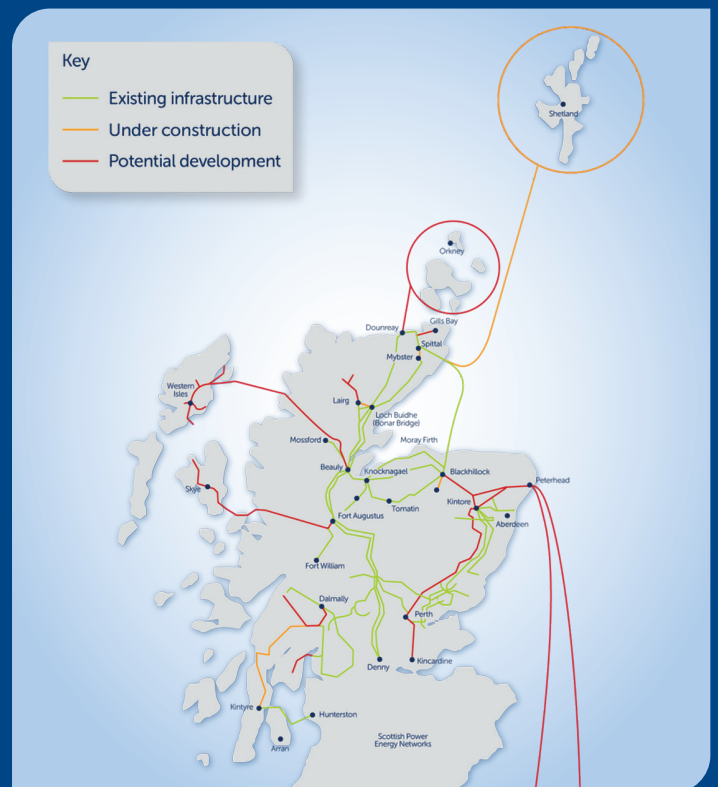 Key
Existing infrastructure
Under construction
Potential development
Shetland
Orkney
Dounreay
Gills Bay
Spittal
Mybster
Western
Isles
Lairg
Loch Buidhe
(Bonar Bridge)
Mossford
Moray Firth
Beauly
Knocknagael
Blackhillock
Peterhead
Skye
Tomatin
Kintore
Fort Augustus
Aberdeen
Fort William
Dalmally
Perth
Denny
Kincardine
Kintyre
Hunterston
Arran
Scottish Power
Energy Networks